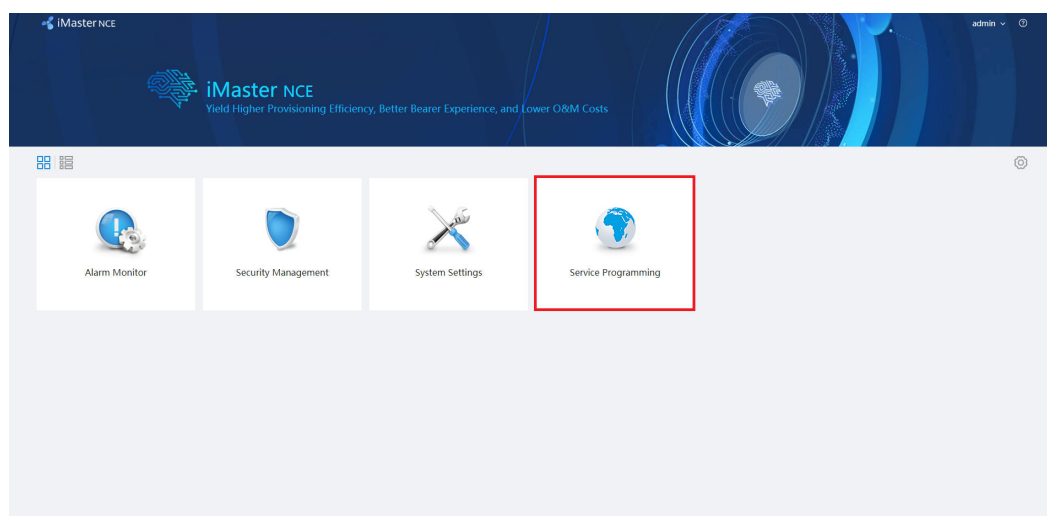 iMaster NCE
admin
iMaster NCE
Yield Higher Provisioning Efficiency, Better Bearer Experience, and Lower O&M Costs
Alarm Monitor
Security Management
System Settings
Service Programming